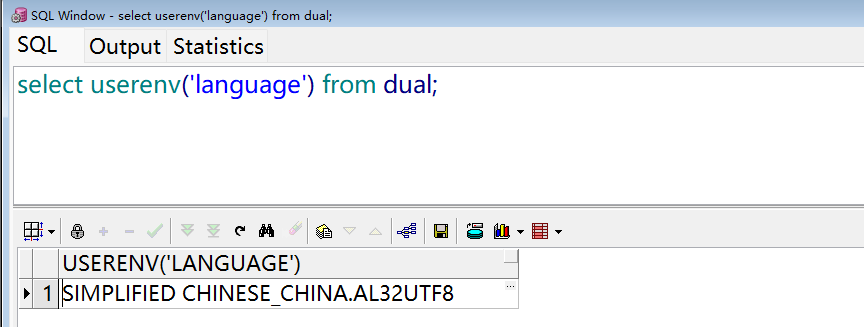 SQL Window - select userenv('language') from dual;
SQL Output Statistics
select userenv('language') from dual;
USERENV('LANGUAGE')
1 SIMPLIFIED CHINESE_CHINA.AL32UTF8 ...